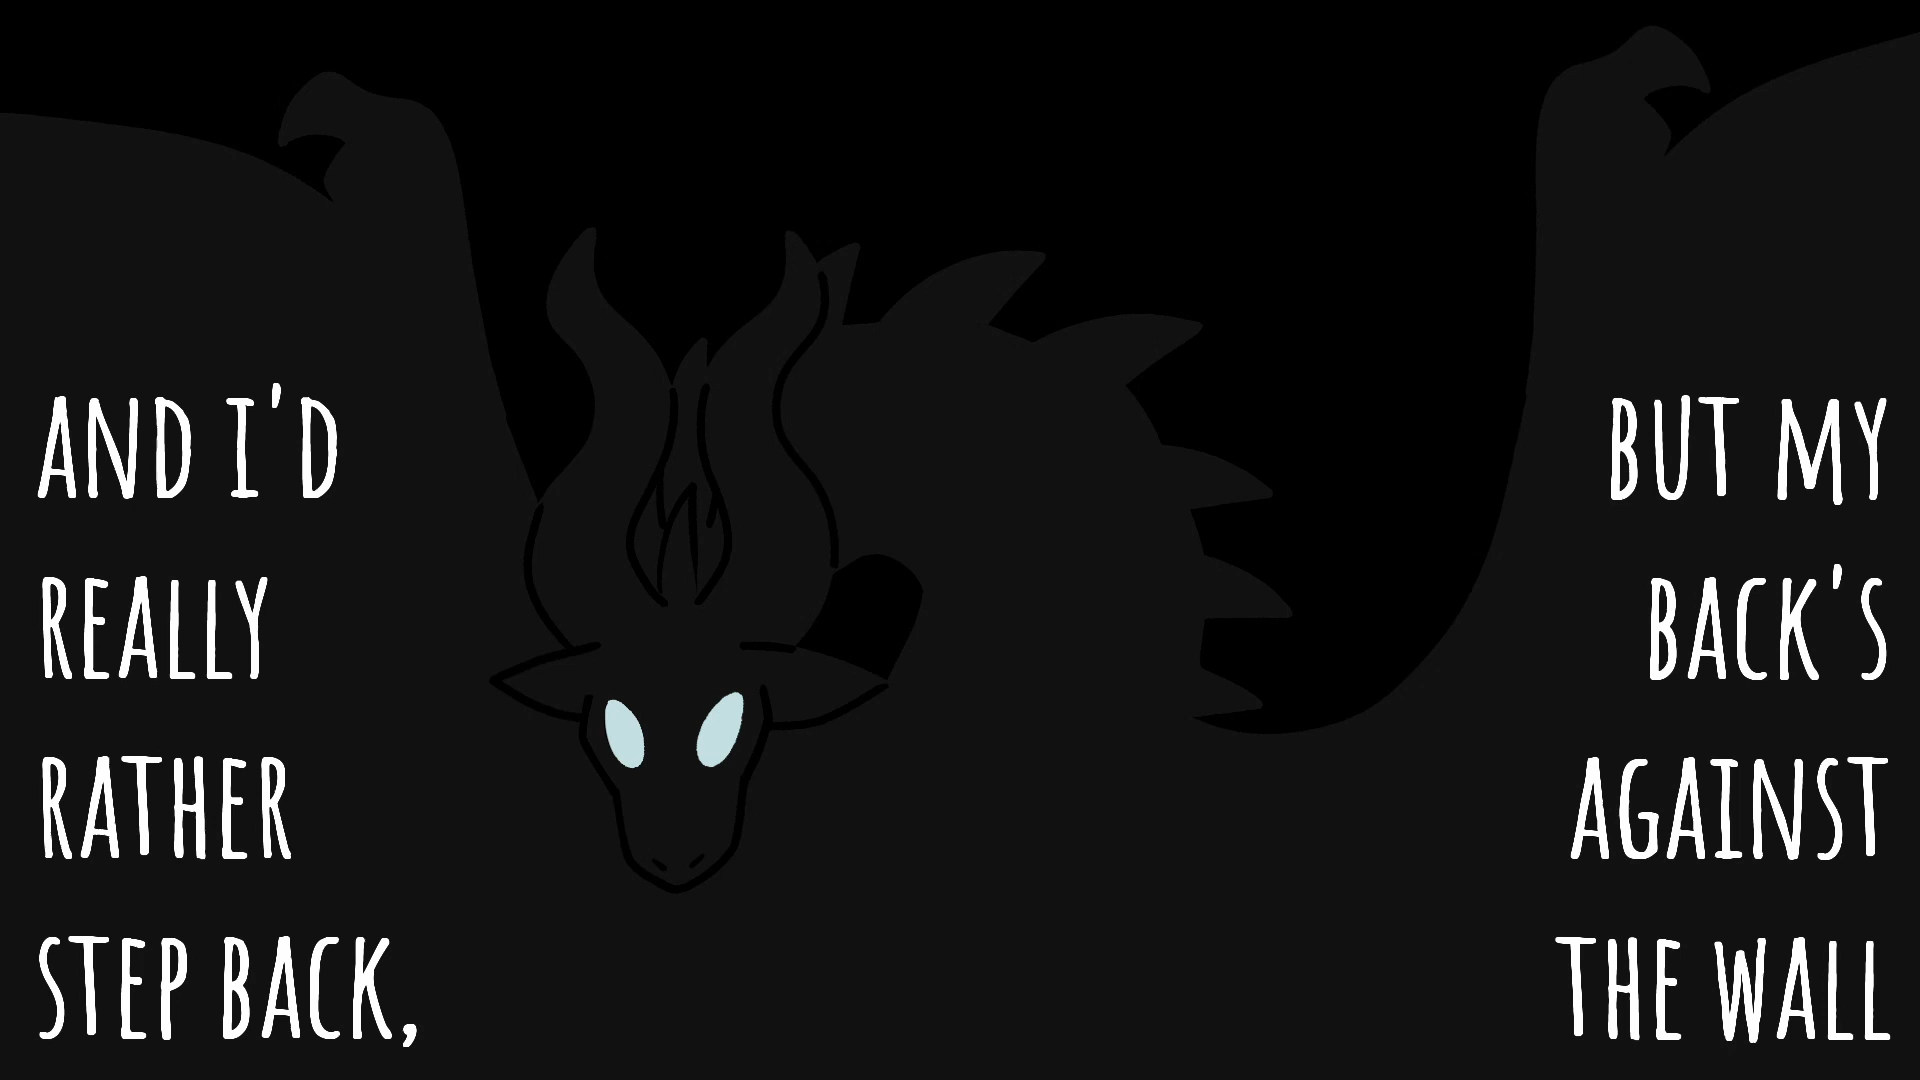 AND I'D
REALLY
RATHER
STEP BACK,
BUT MY
BACK'S
AGAINST
THE WALL